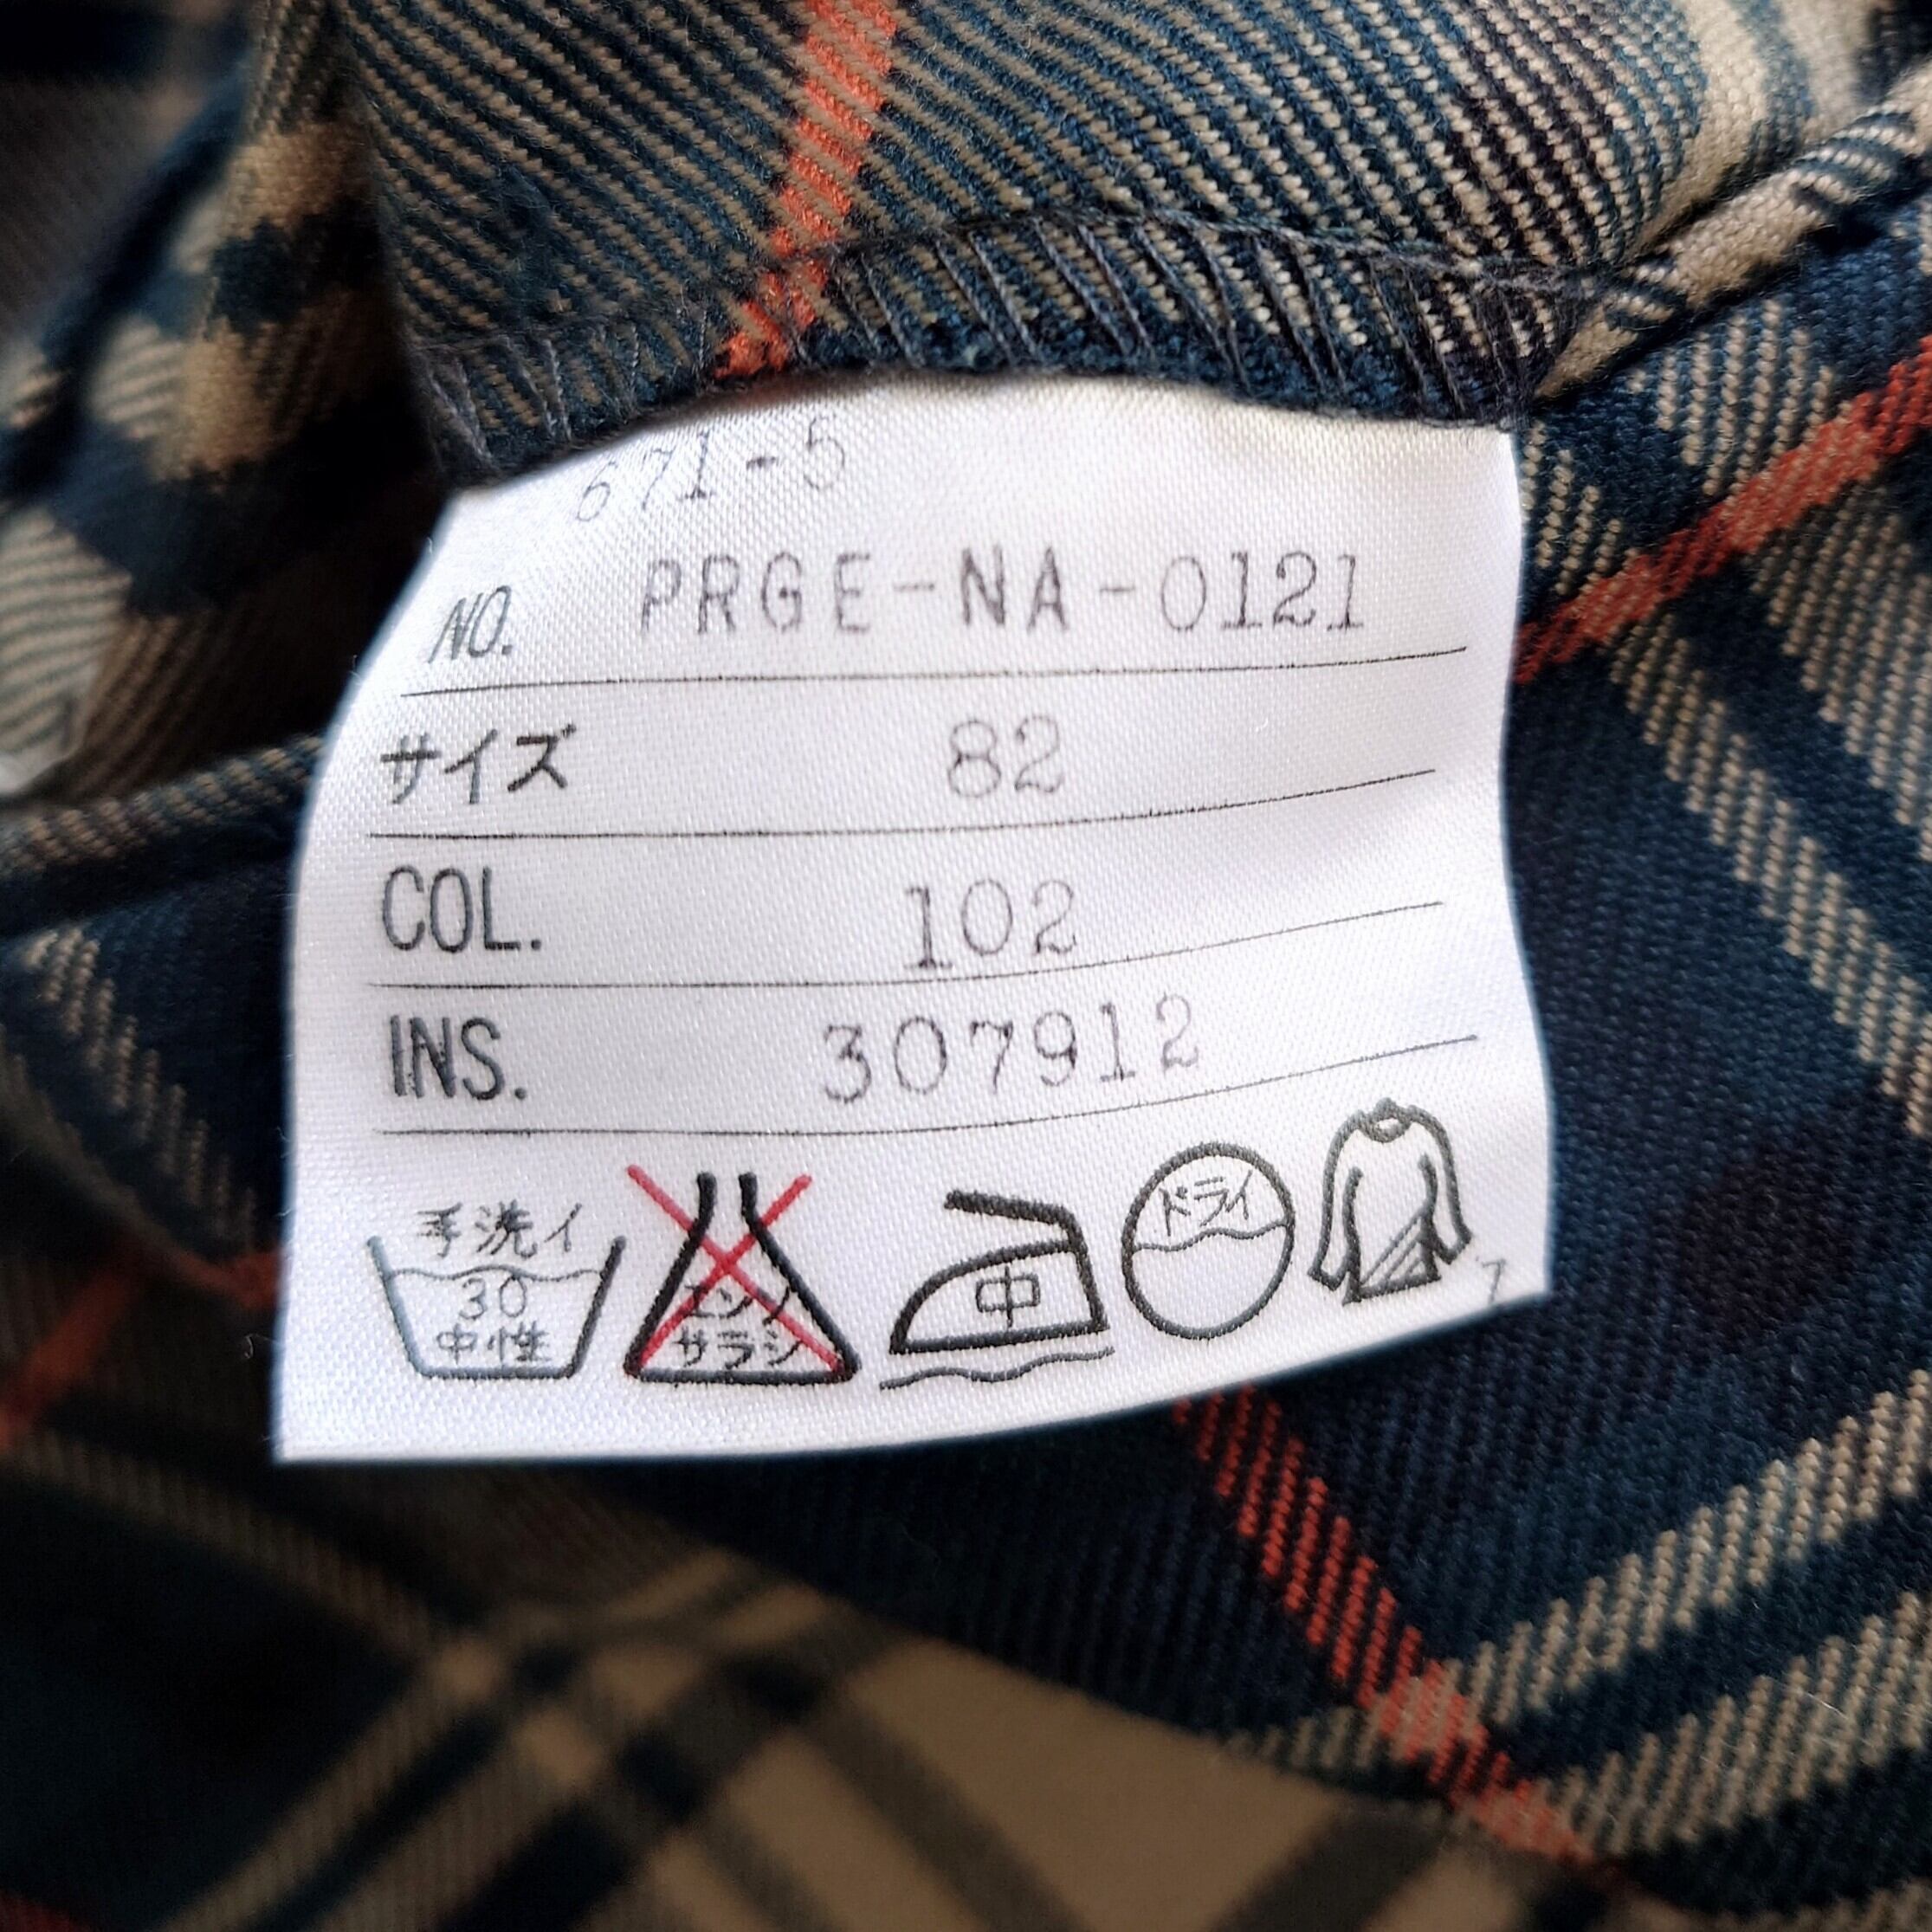 671-5
NO. PRGE-NA-0121
サイズ 82
COL. 102
INS. 307912
手洗イ
30
中性
エンソ
サラシ
中
ドライ
7